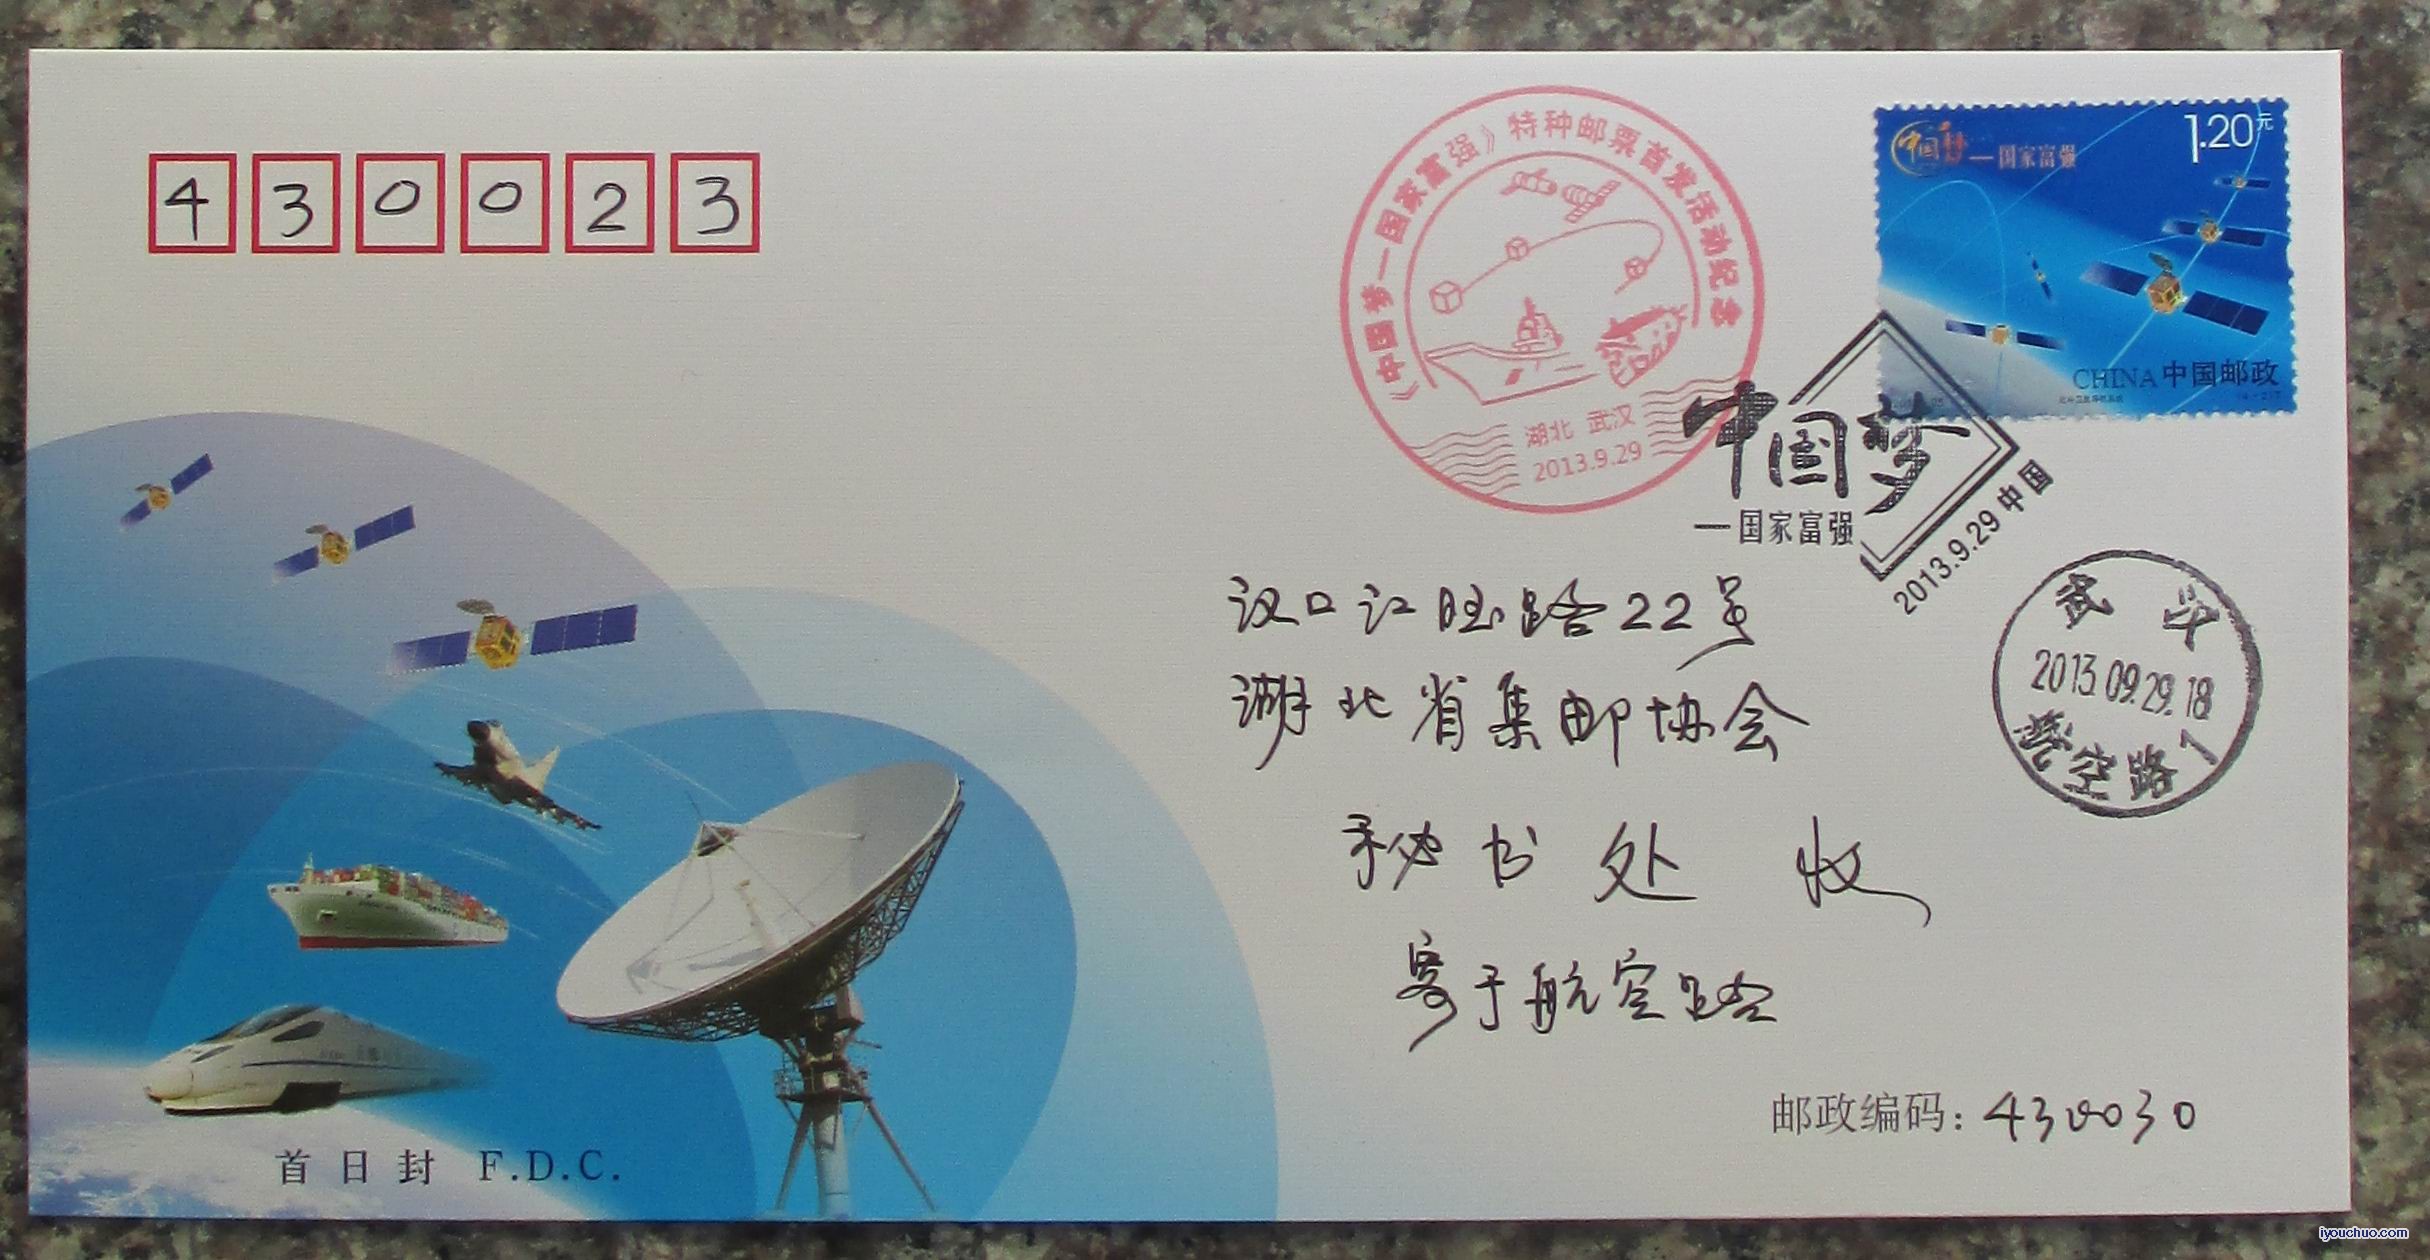 430023
《中国梦—国家富强》特种邮票首发活动纪念
湖北 武汉
2013.9.29
中国梦—国家富强
1.20元
CHINA 中国邮政
中国梦
—国家富强
2013.9.29 中国
武汉
2013.09.29.18
航空路1
汉口江旺路22号
湖北省集邮协会
秘书处 收
寄于航空路
邮政编码：430030
首日封 F.D.C.
iyouchuo.com